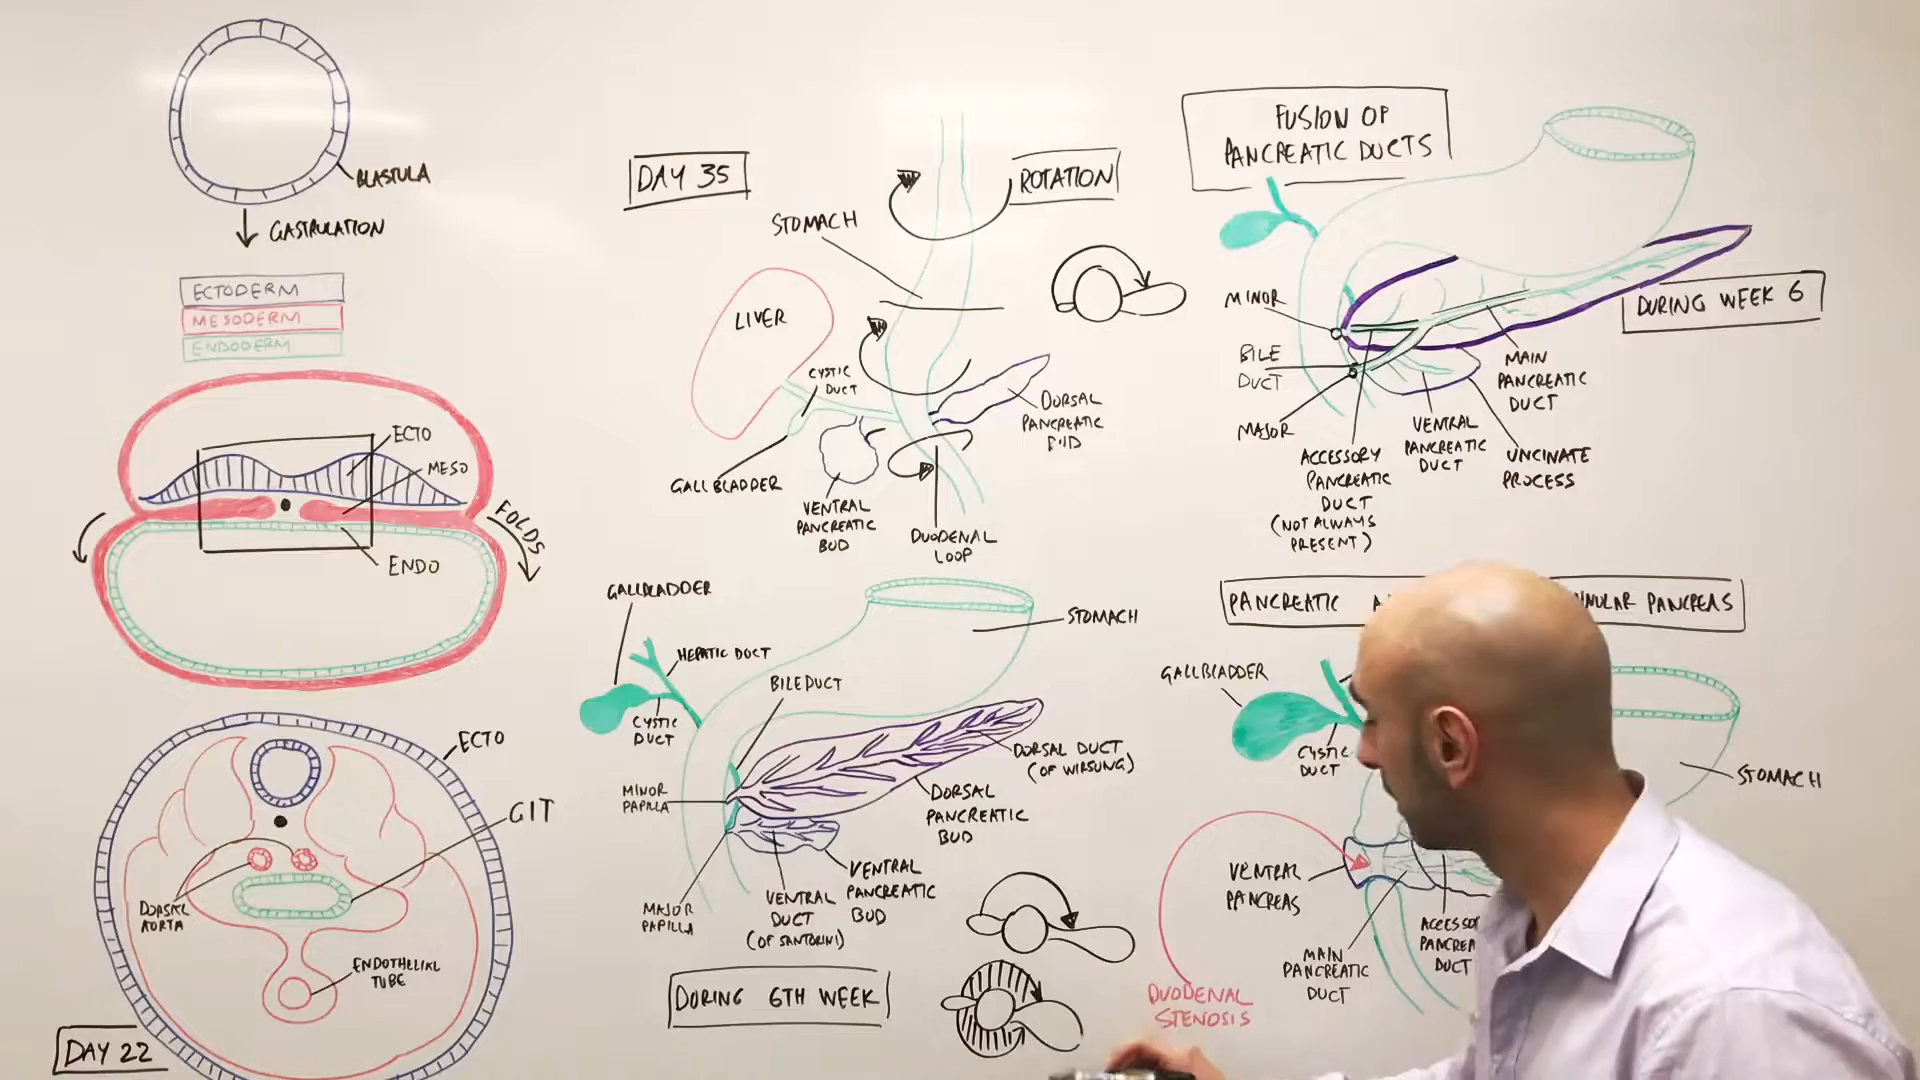 BLASTULA
GASTRULATION
ECTODERM
MESODERM
ENDODERM
ECTO
MESO
ENDO
FOLDS
ECTO
GIT
DORSAL
AORTA
ENDOTHELIAL
TUBE
DAY 22
DAY 35
ROTATION
STOMACH
LIVER
CYSTIC
DUCT
GALLBLADDER
VENTRAL
PANCREATIC
BUD
DUODENAL
LOOP
DORSAL
PANCREATIC
BUD
GALLBLADDER
HEPATIC DUCT
CYSTIC
DUCT
BILE DUCT
STOMACH
MINOR
PAPILLA
MAJOR
PAPILLA
DORSAL DUCT
(OF WIRSUNG)
DORSAL
PANCREATIC
BUD
VENTRAL
PANCREATIC
BUD
VENTRAL
DUCT
(OF SANTORINI)
DURING 6TH WEEK
FUSION OF
PANCREATIC DUCTS
DURING WEEK 6
MINOR
BILE
DUCT
MAJOR
ACCESSORY
PANCREATIC
DUCT
(NOT ALWAYS
PRESENT)
VENTRAL
PANCREATIC
DUCT
MAIN
PANCREATIC
DUCT
UNCINATE
PROCESS
PANCREATIC A NULAR PANCREAS
GALLBLADDER
CYSTIC
DUCT
STOMACH
VENTRAL
PANCREAS
MAIN
PANCREATIC
DUCT
ACCESSO
PANCREA
DUCT
DUODENAL
STENOSIS